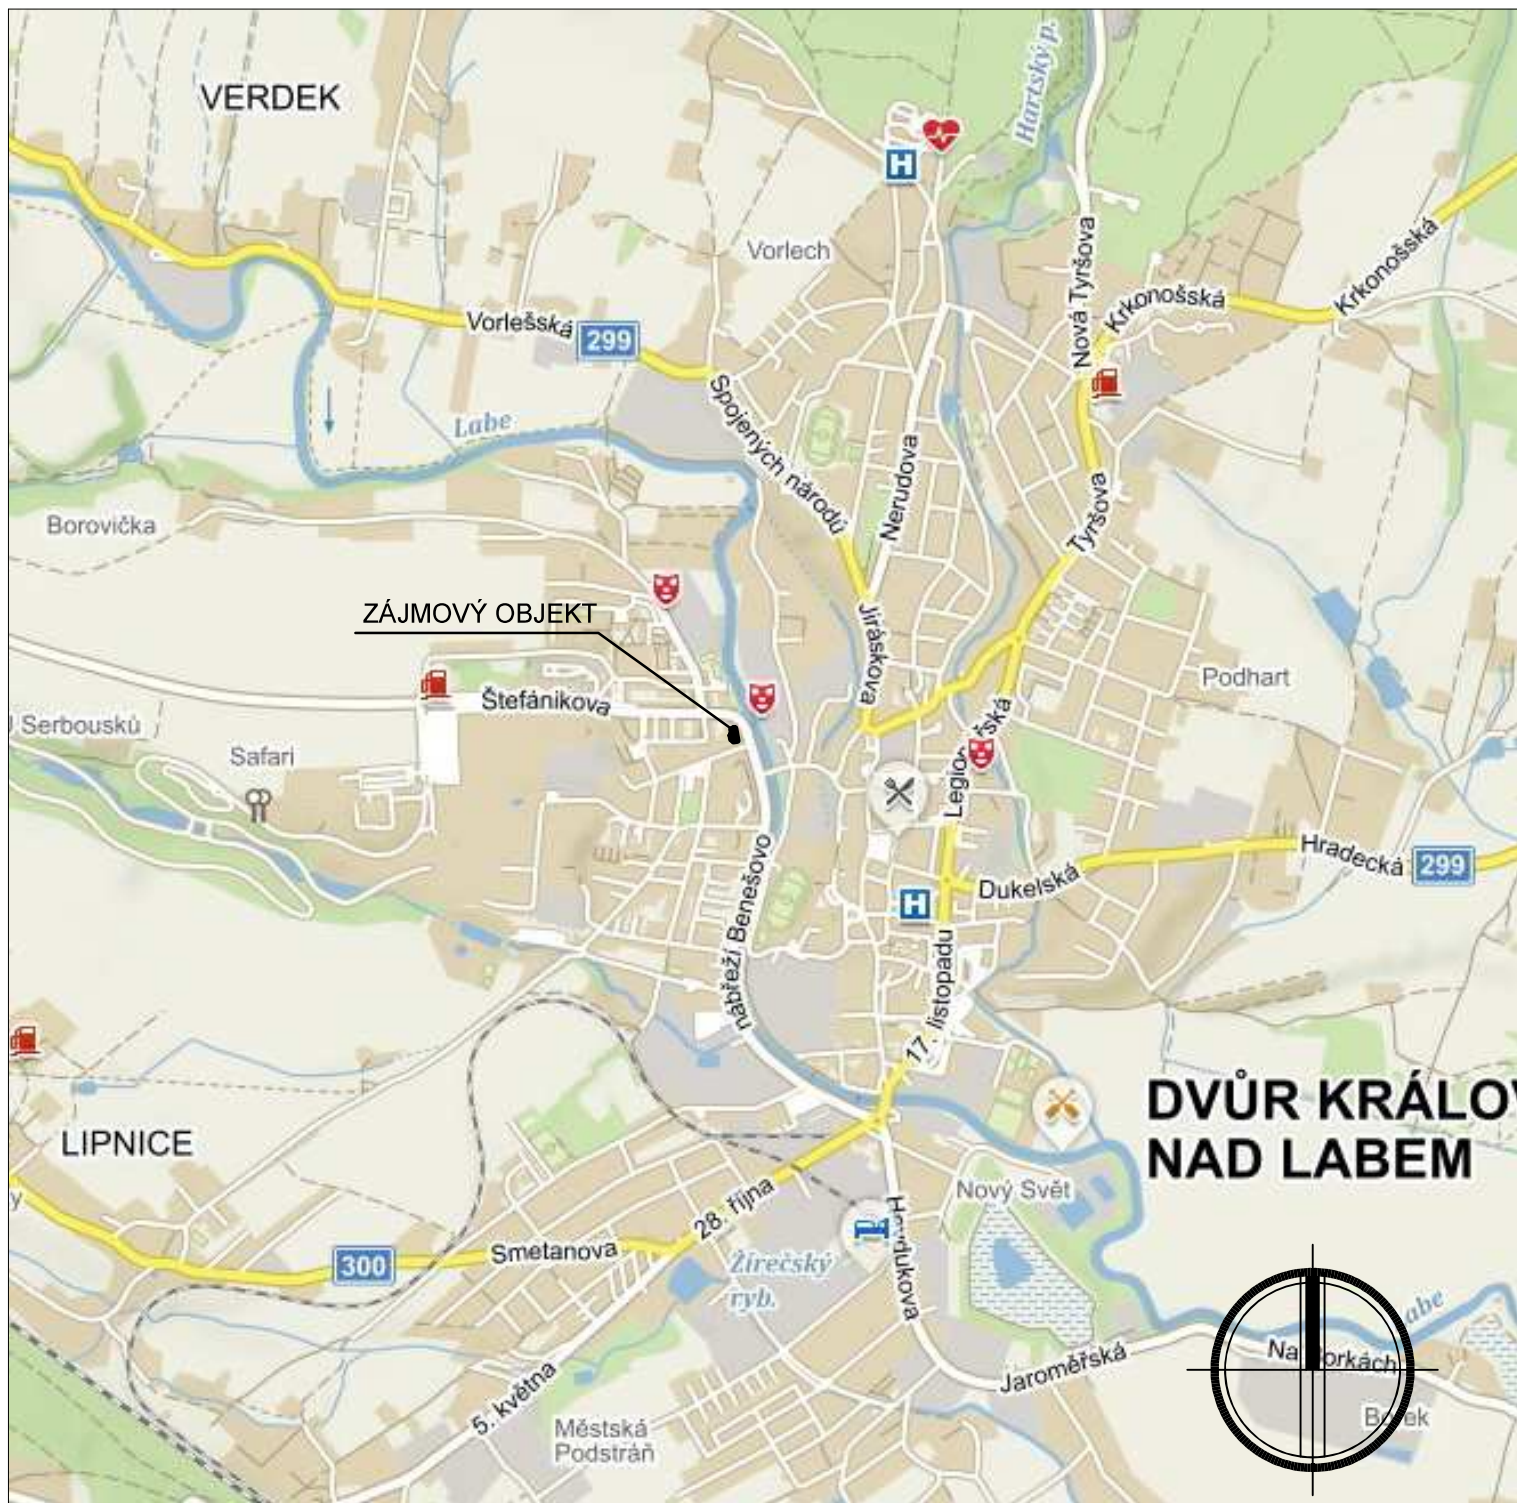 VERDEK
Hartský p.
H
Vorlech
Nová Tyršova
Krkonošská
Krkonošská
Vorlešská
299
Spojených národů
Labe
Nerudova
Tyršova
Borovička
ZÁJMOVÝ OBJEKT
Jiráskova
Podhart
Štefánikova
Serbousků
Safari
Hradecká
299
Dukelská
nábřeží Benešovo
H
17. listopadu
DVŮR KRÁLOV
NAD LABEM
LIPNICE
Nový Svět
28. října
Smetanova
300
Žirečský
ryb.
Jaroměřská
5. května
Městská
Podstráň